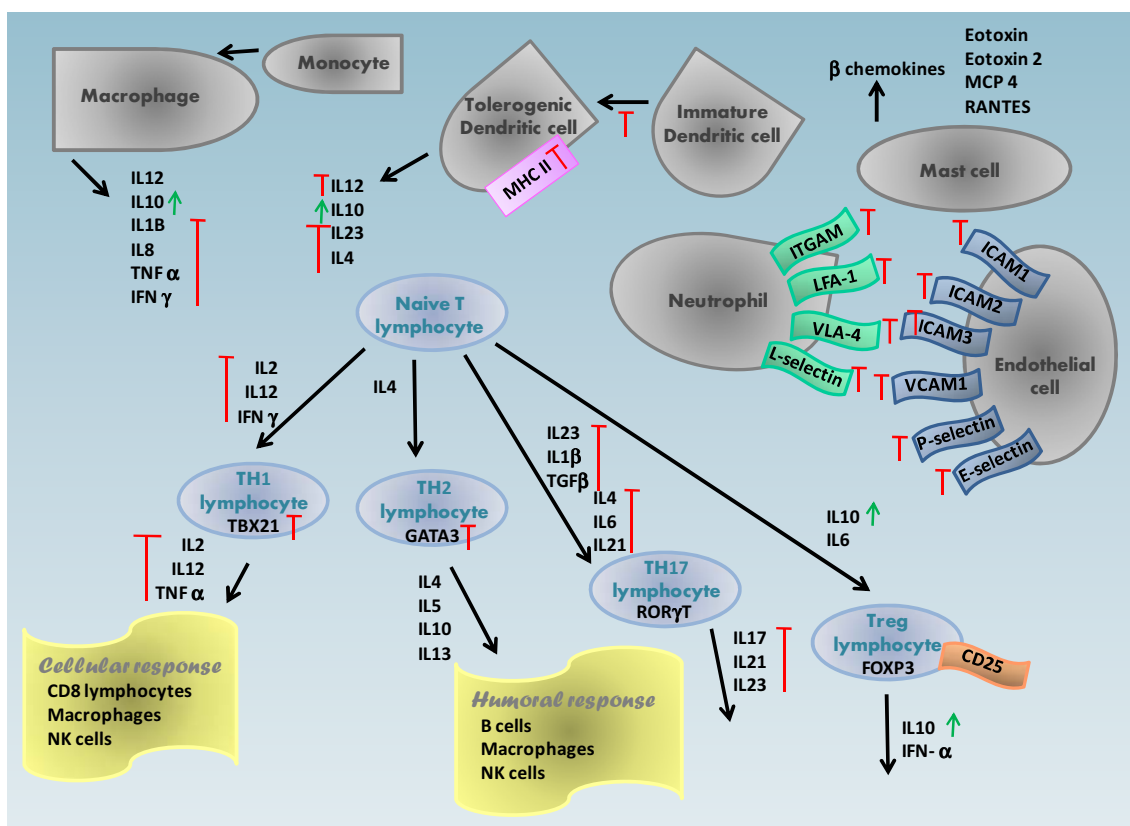 Monocyte
Macrophage
Tolerogenic
Dendritic cell
MHC II
Immature
Dendritic cell
β chemokines
Eotoxin
Eotoxin 2
MCP 4
RANTES
Mast cell
IL12
IL10
IL1B
IL8
TNF α
IFN γ
IL12
IL10
IL23
IL4
Neutrophil
ITGAM
LFA-1
VLA-4
L-selectin
ICAM1
ICAM2
ICAM3
VCAM1
P-selectin
E-selectin
Endothelial
cell
Naive T
lymphocyte
IL2
IL12
IFN γ
IL4
IL23
IL1β
TGFβ
IL4
IL6
IL21
IL10
IL6
TH1
lymphocyte
TBX21
TH2
lymphocyte
GATA3
TH17
lymphocyte
RORγT
Treg
lymphocyte
FOXP3
CD25
IL2
IL12
TNF α
IL4
IL5
IL10
IL13
IL17
IL21
IL23
IL10
IFN- α
Cellular response
CD8 lymphocytes
Macrophages
NK cells
Humoral response
B cells
Macrophages
NK cells